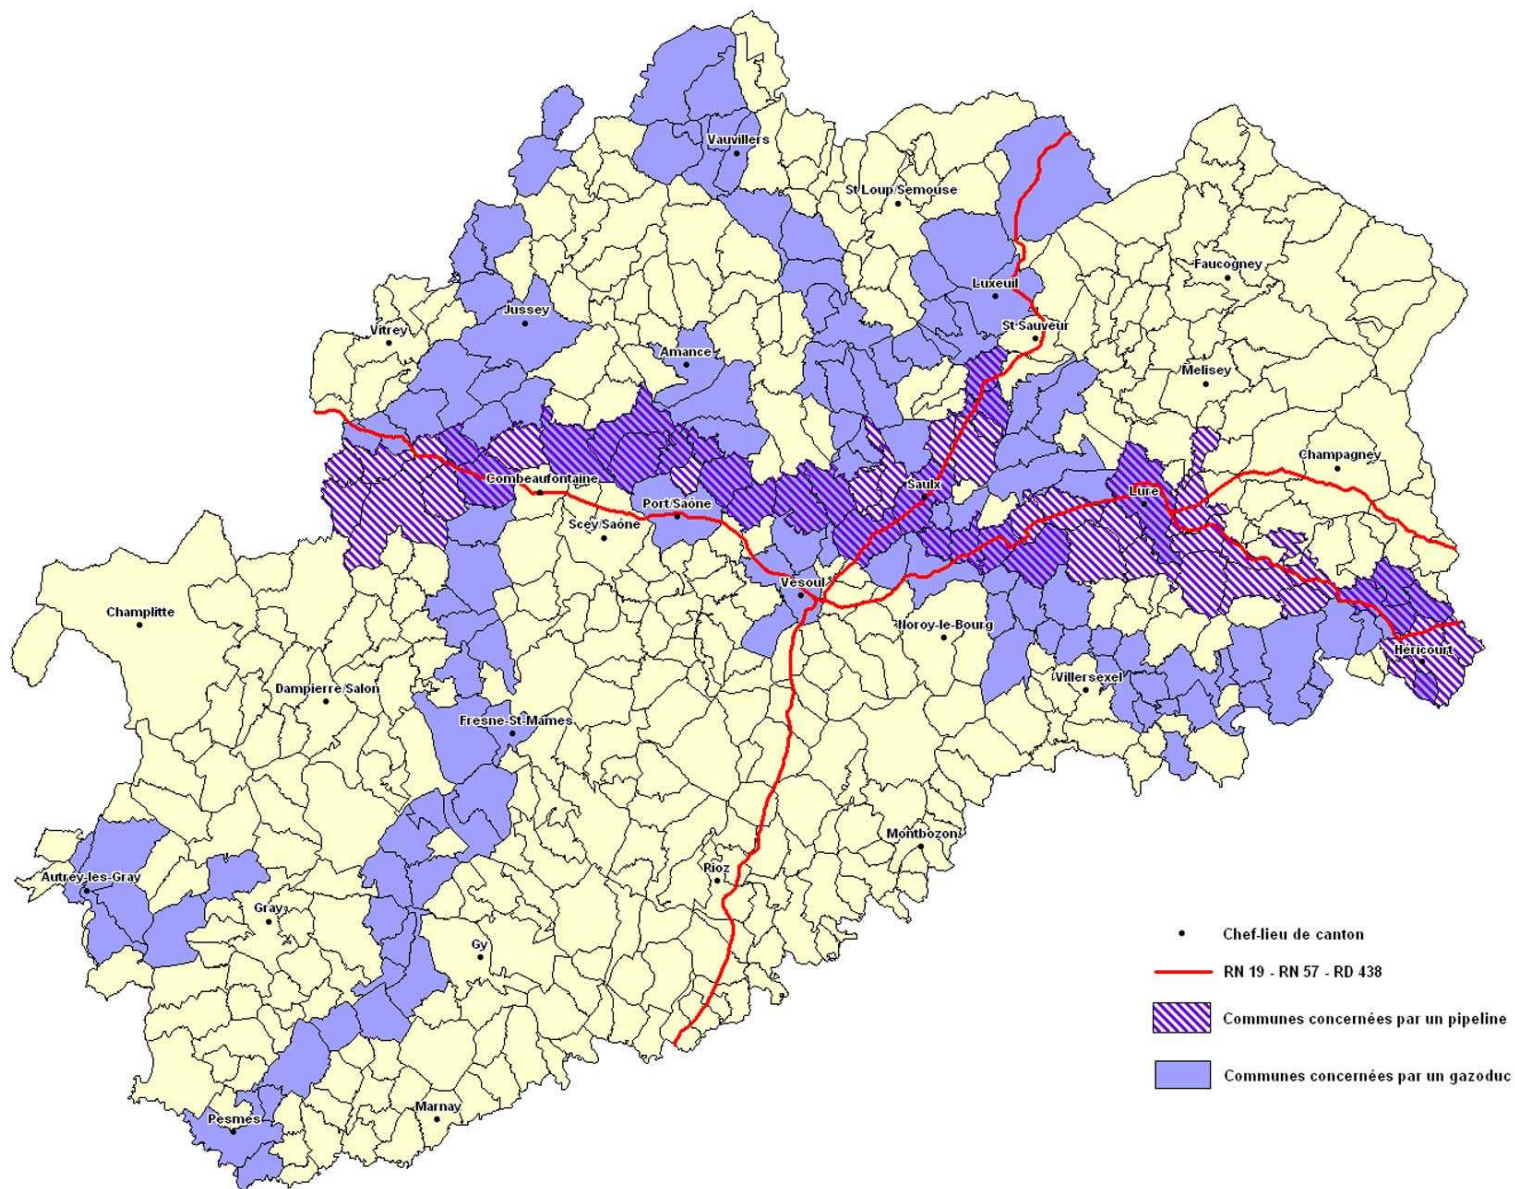 Vauvillers
St Loup/Semouse
Faucogney
Luxeuil
Jussey
St Sauveur
Vitrey
Amance
Melisey
Champagney
Combeaufontaine
Saulx
Lure
Port/Saône
Scey/Saône
Vesoul
Champlitte
Noroy-le-Bourg
Héricourt
Villersexel
Dampierre/Salon
Fresne-St-Mames
Montbozon
Rioz
Autrey-les-Gray
Gray
Gy
Marnay
Pesmes
Chef-lieu de canton
RN 19 - RN 57 - RD 438
Communes concernées par un pipeline
Communes concernées par un gazoduc